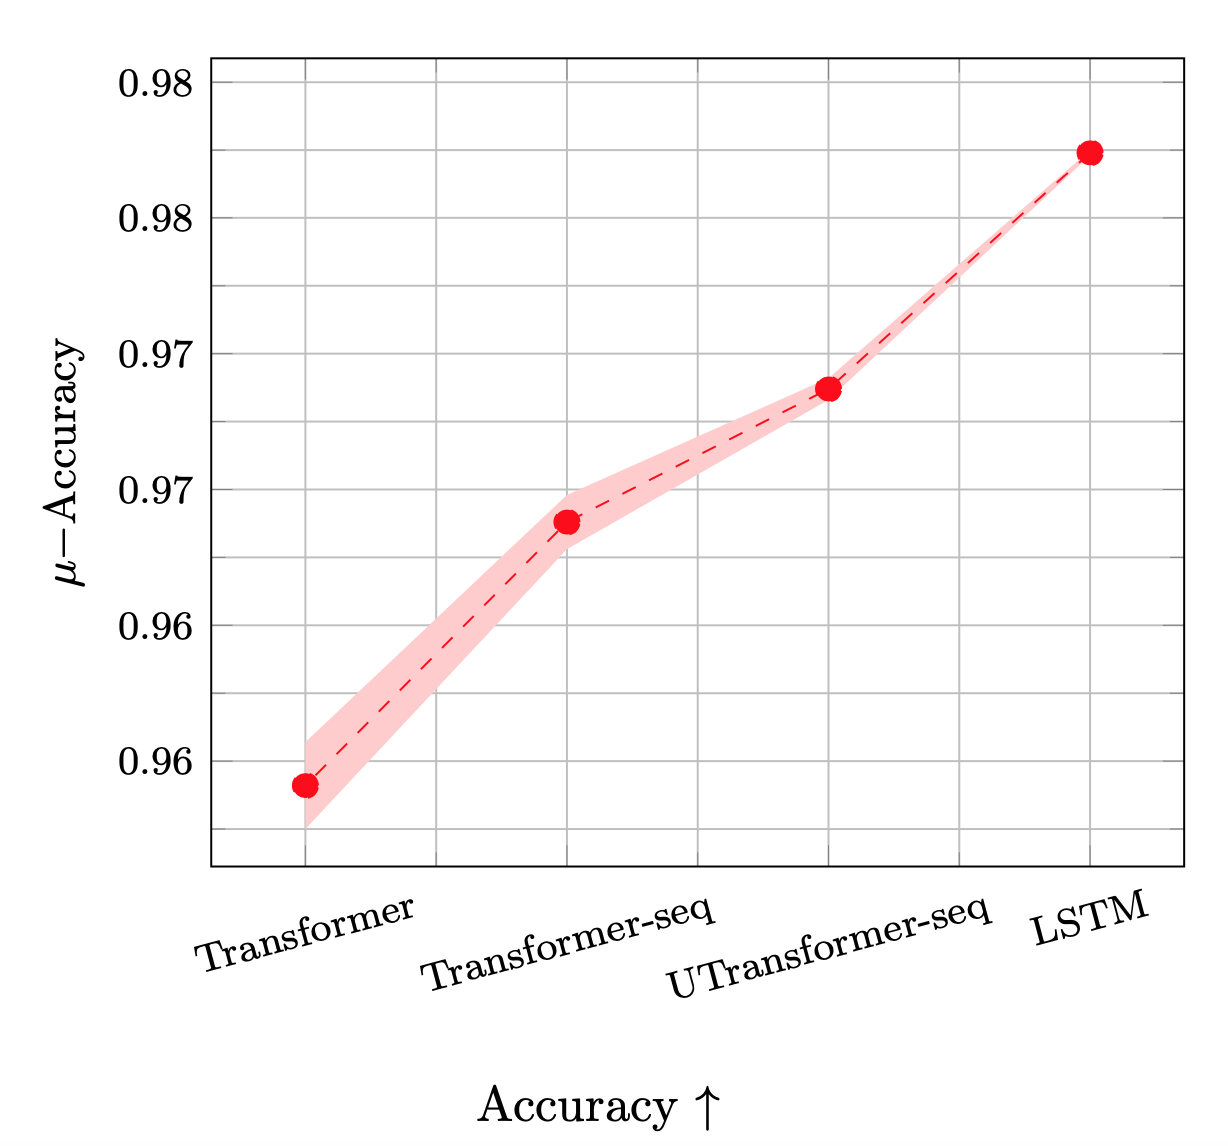 0.98
0.98
0.97
0.97
0.96
0.96
μ−Accuracy
Transformer
Transformer-seq
UTransformer-seq
LSTM
Accuracy ↑